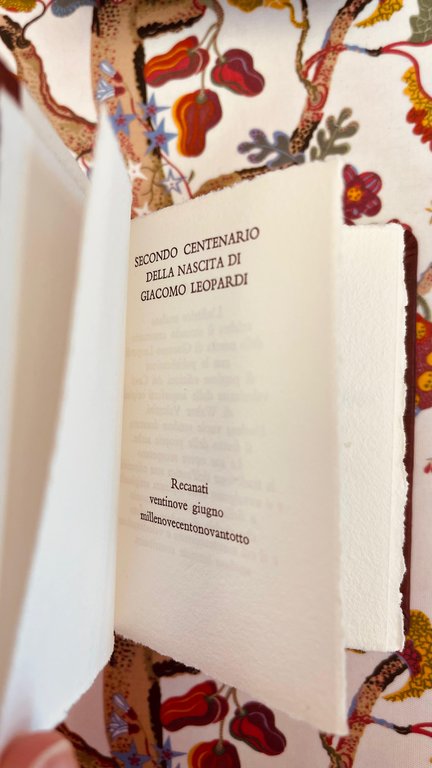 SECONDO CENTENARIO
DELLA NASCITA DI
GIACOMO LEOPARDI
Recanati
ventinove giugno
millenovecentonovantotto